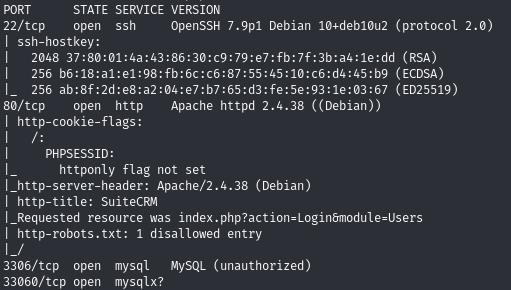 PORT      STATE SERVICE VERSION
22/tcp    open  ssh     OpenSSH 7.9p1 Debian 10+deb10u2 (protocol 2.0)
| ssh-hostkey:
|   2048 37:80:01:4a:43:86:30:c9:79:e7:fb:7f:3b:a4:1e:dd (RSA)
|   256 b6:18:a1:e1:98:fb:6c:c6:87:55:45:10:c6:d4:45:b9 (ECDSA)
|_  256 ab:8f:2d:e8:a2:04:e7:b7:65:d3:fe:5e:93:1e:03:67 (ED25519)
80/tcp    open  http    Apache httpd 2.4.38 ((Debian))
| http-cookie-flags:
|   /:
|     PHPSESSID:
|_      httponly flag not set
|_http-server-header: Apache/2.4.38 (Debian)
| http-title: SuiteCRM
|_Requested resource was index.php?action=Login&module=Users
| http-robots.txt: 1 disallowed entry
|_/
3306/tcp  open  mysql   MySQL (unauthorized)
33060/tcp open  mysqlx?